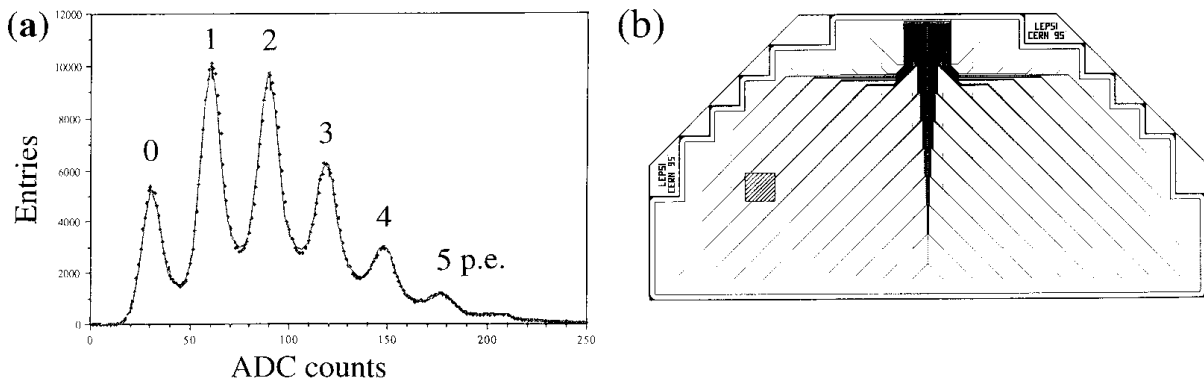 (a)
12000
10000
8000
6000
4000
2000
0
Entries
0
1
2
3
4
5 p.e.
0 50 100 150 200 250
ADC counts
(b)
LEPSI
CERN 95
LEPSI
CERN 95